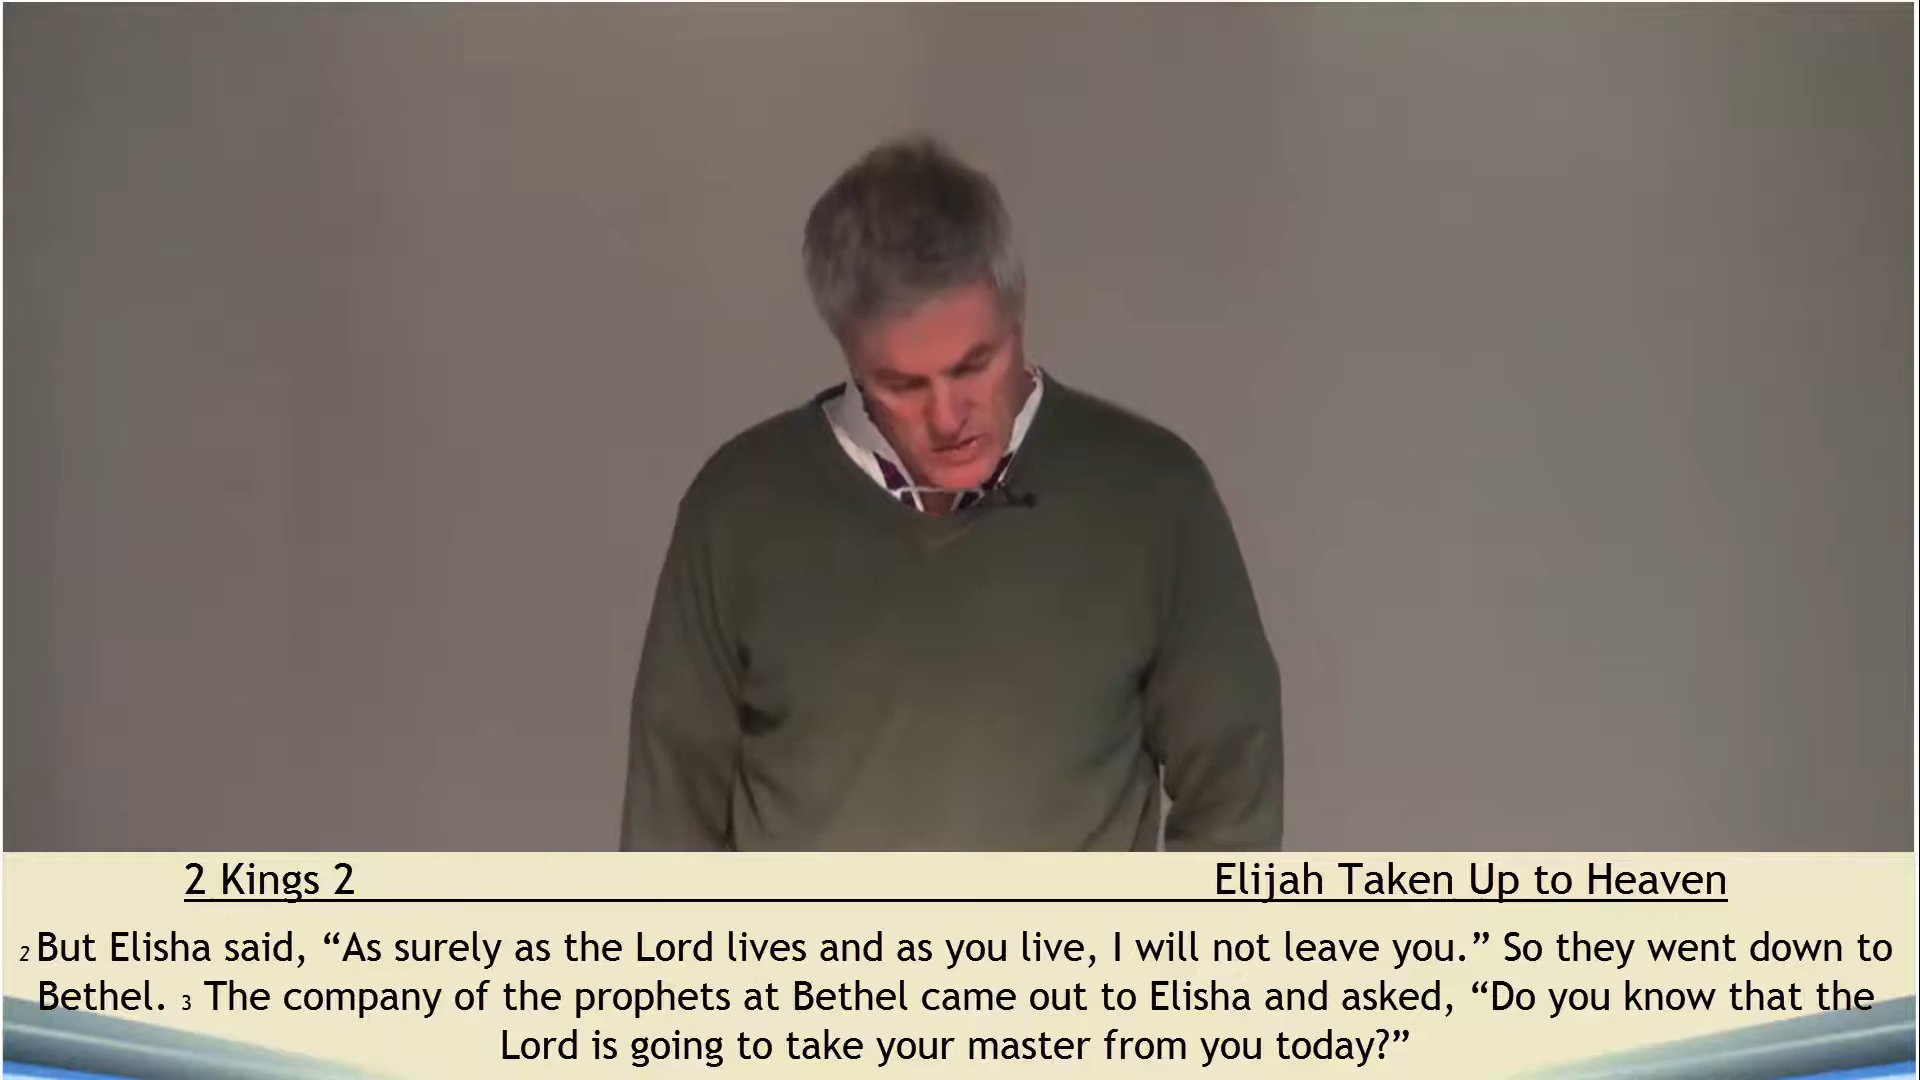 2 Kings 2 Elijah Taken Up to Heaven
2 But Elisha said, “As surely as the Lord lives and as you live, I will not leave you.” So they went down to
Bethel. 3 The company of the prophets at Bethel came out to Elisha and asked, “Do you know that the
Lord is going to take your master from you today?”